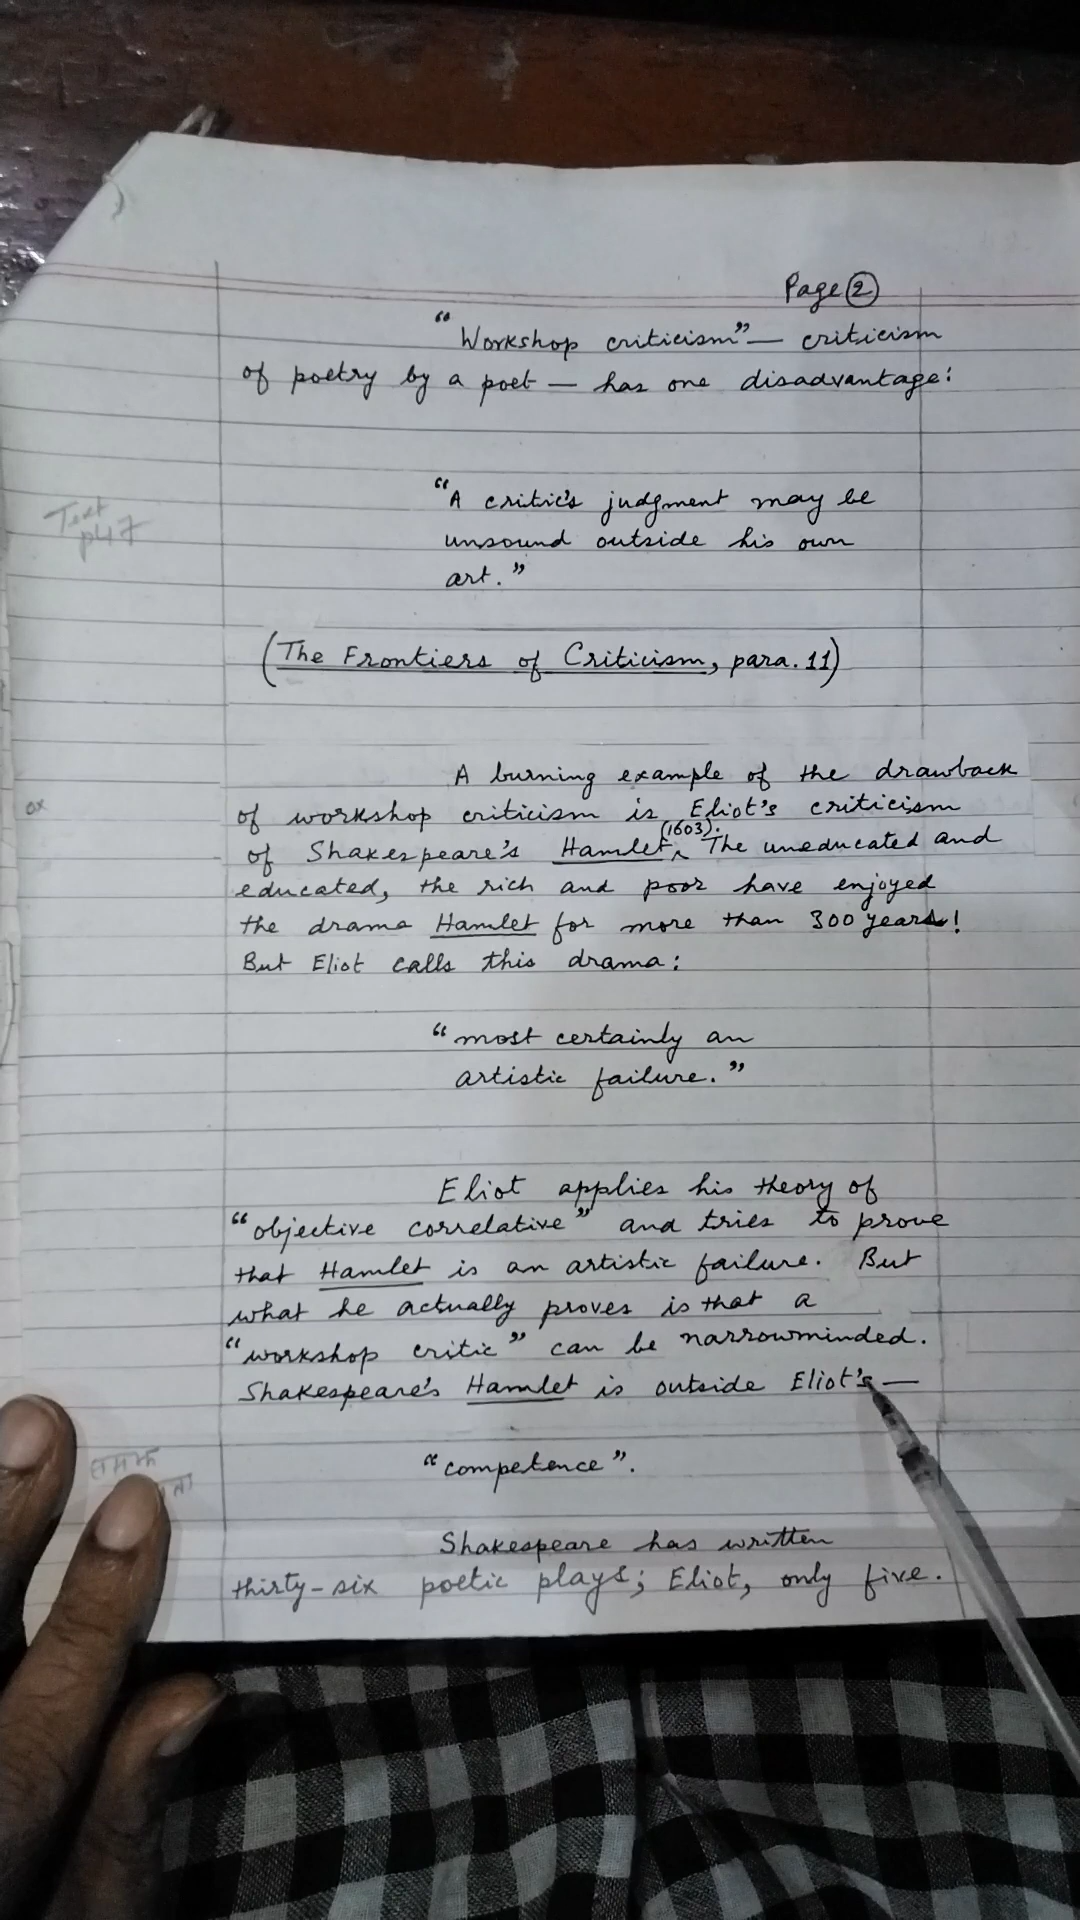 Page ②
"Workshop criticism" — criticism
of poetry by a poet — has one disadvantage:
"A critic's judgment may be
Text
p47
unsound outside his own
art."
(The Frontiers of Criticism, para. 11)
A burning example of the drawback
ox
of workshop criticism is Eliot's criticism
of Shakespeare's Hamlet (1603). The uneducated and
educated, the rich and poor have enjoyed
the drama Hamlet for more than 300 years!
But Eliot calls this drama:
"most certainly an
artistic failure."
Eliot applies his theory of
"objective correlative" and tries to prove
that Hamlet is an artistic failure. But
what he actually proves is that a
"workshop critic" can be narrowminded.
Shakespeare's Hamlet is outside Eliot's —
"competence".
Shakespeare has written
thirty-six poetic plays; Eliot, only five.